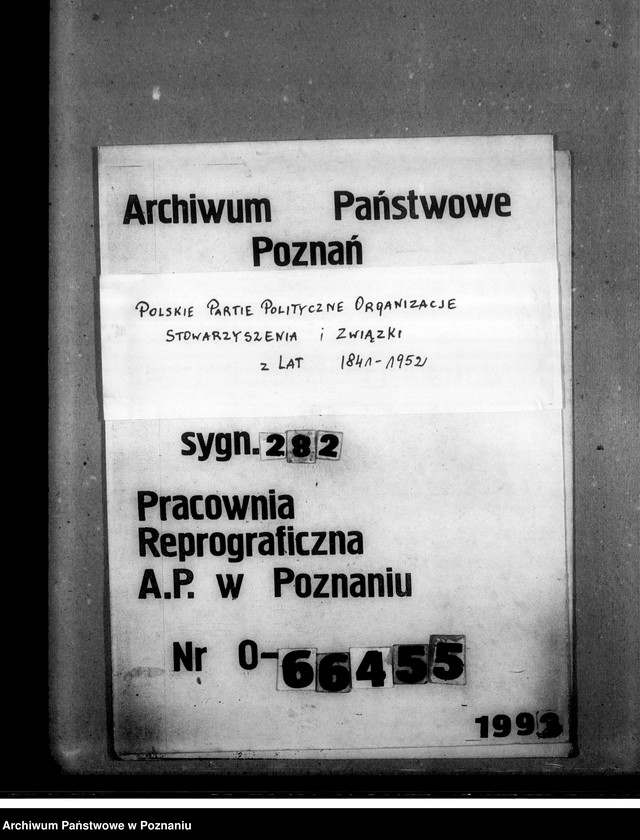 Archiwum Państwowe
Poznań
POLSKIE PARTIE POLITYCZNE ORGANIZACJE
STOWARZYSZENIA i ZWIĄZKI
z LAT 1841-1952
sygn. 282
Pracownia
Reprograficzna
A.P. w Poznaniu
Nr 0-66455
1993
Archiwum Państwowe w Poznaniu